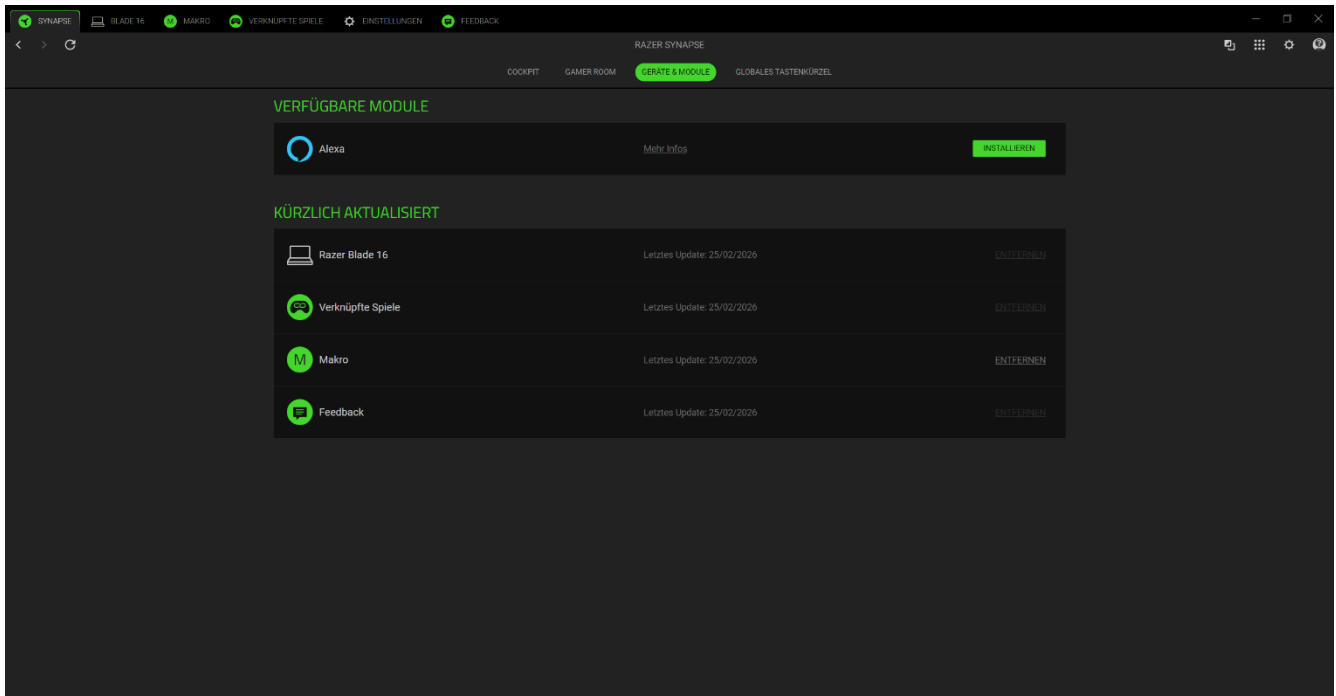 SYNAPSE BLADE 16 MAKRO VERKNÜPFTE SPIELE EINSTELLUNGEN FEEDBACK
RAZER SYNAPSE
COCKPIT GAMER ROOM GERÄTE & MODULE GLOBALES TASTENKÜRZEL
VERFÜGBARE MODULE
Alexa Mehr Infos INSTALLIEREN
KÜRZLICH AKTUALISIERT
Razer Blade 16 Letztes Update: 25/02/2026 ENTFERNEN
Verknüpfte Spiele Letztes Update: 25/02/2026 ENTFERNEN
M Makro Letztes Update: 25/02/2026 ENTFERNEN
Feedback Letztes Update: 25/02/2026 ENTFERNEN